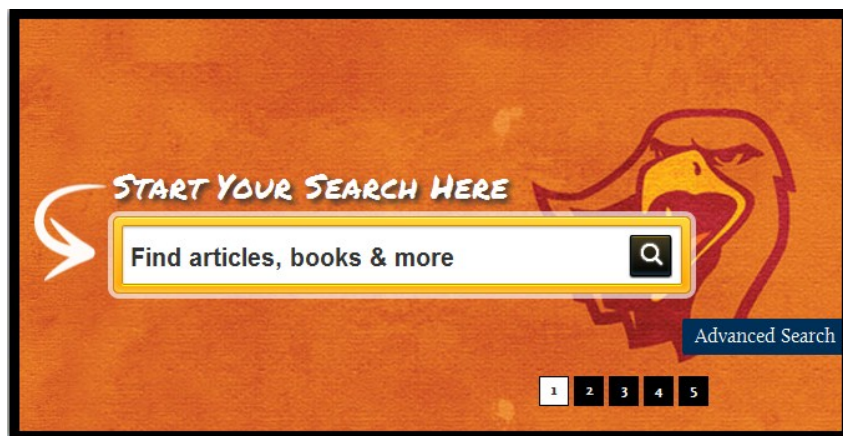 Start Your Search Here
Find articles, books & more
Advanced Search
1 2 3 4 5